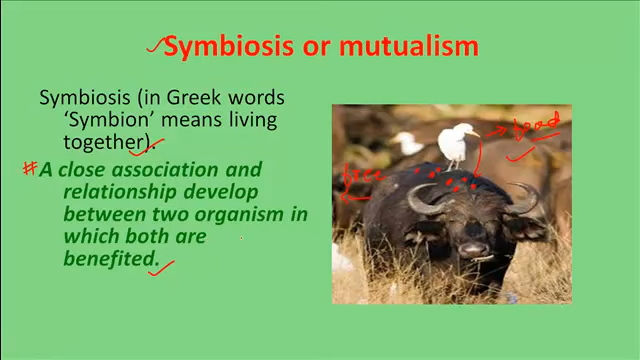 Symbiosis or mutualism
Symbiosis (in Greek words
‘Symbion’ means living
together).
# A close association and
relationship develop
between two organism in
which both are
benefited.
food
free